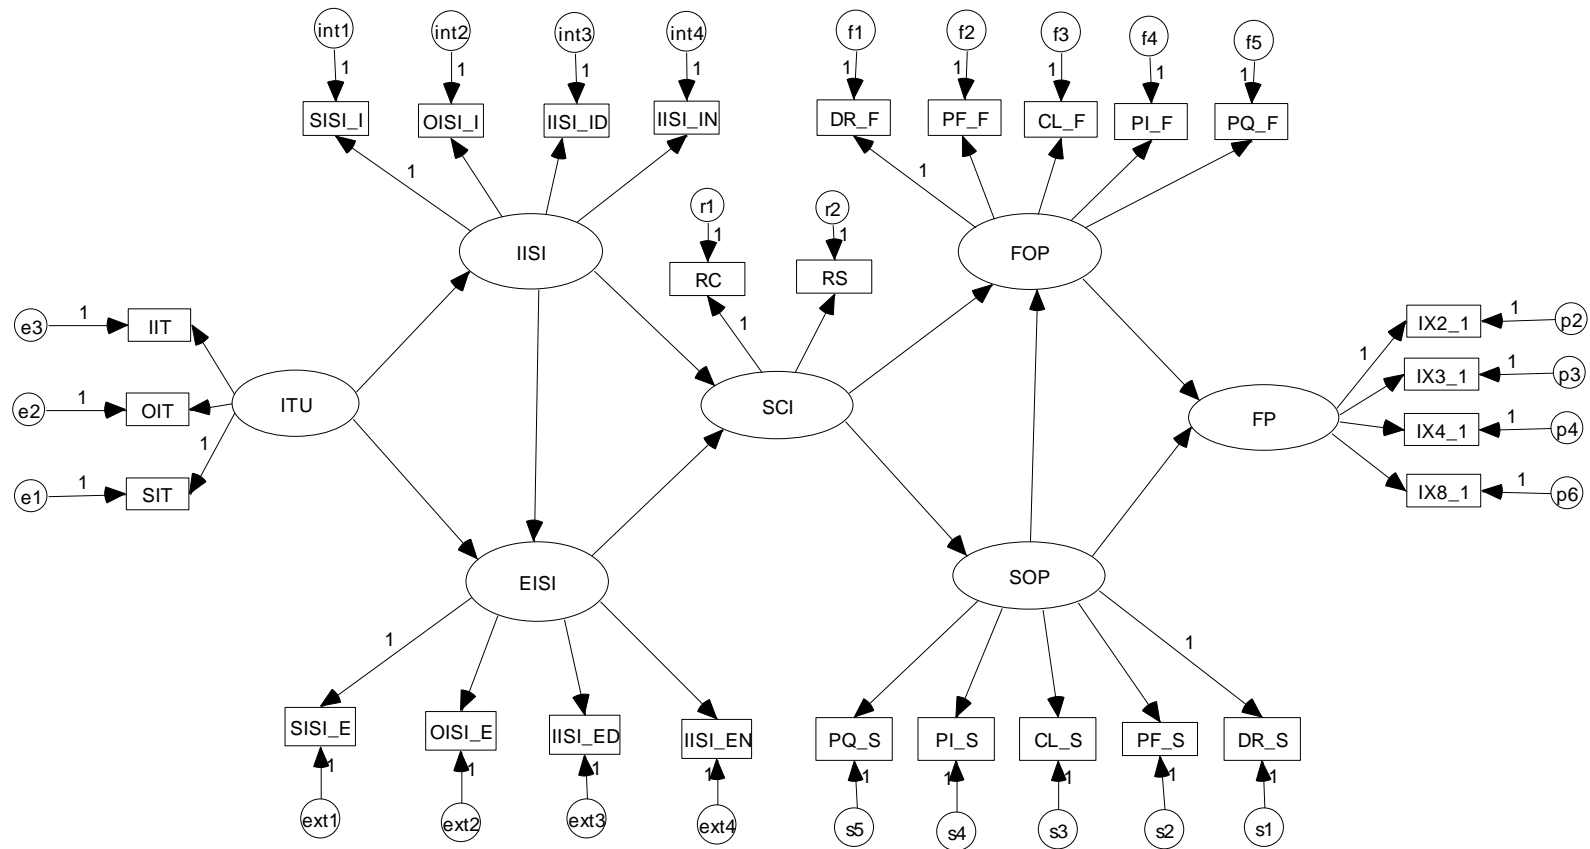 int1 int2 int3 int4 f1 f2 f3 f4 f5
1 1 1 1 1 1 1 1 1
SISI_I OISI_I IISI_ID IISI_IN DR_F PF_F CL_F PI_F PQ_F
1 1
r1 r2
1 1
IISI RC RS FOP
1
e3 1 IIT IX2_1 1 p2
1
IX3_1 1 p3
e2 1 OIT ITU SCI FP IX4_1 1 p4
1
e1 1 SIT IX8_1 1 p6
EISI SOP
1 1
SISI_E OISI_E IISI_ED IISI_EN PQ_S PI_S CL_S PF_S DR_S
1 1 1 1 1 1 1 1 1
ext1 ext2 ext3 ext4 s5 s4 s3 s2 s1